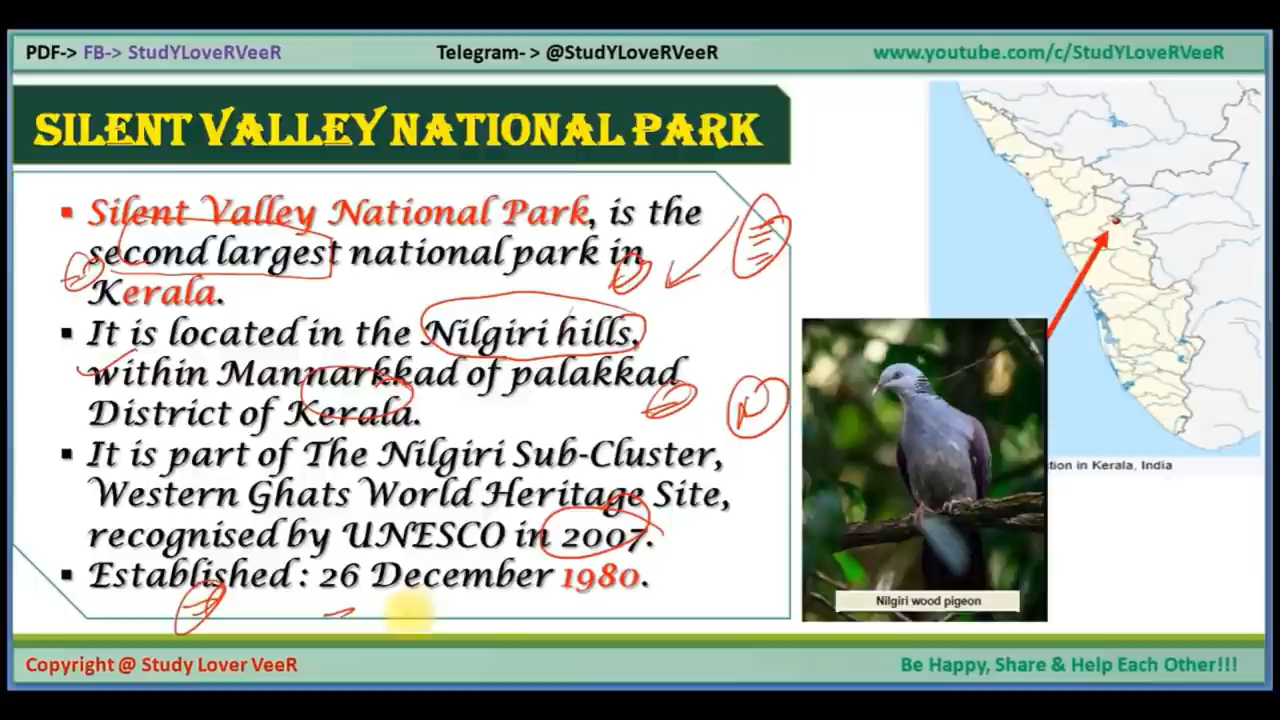 PDF-> FB-> StudYLoveRVeeR Telegram- > @StudYLoveRVeeR www.youtube.com/c/StudYLoveRVeeR
SILENT VALLEY NATIONAL PARK
▪ Silent Valley National Park, is the
second largest national park in
Kerala.
▪ It is located in the Nilgiri hills,
within Mannarkkad of palakkad
District of Kerala.
▪ It is part of The Nilgiri Sub-Cluster,
Western Ghats World Heritage Site,
recognised by UNESCO in 2007.
▪ Established : 26 December 1980.
tion in Kerala, India
Nilgiri wood pigeon
Copyright @ Study Lover VeeR Be Happy, Share & Help Each Other!!!